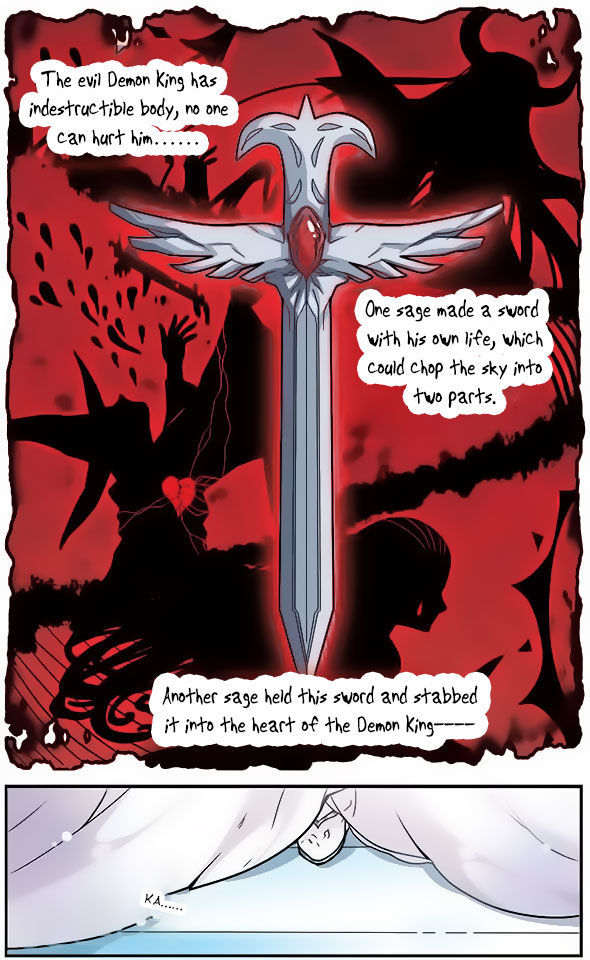 The evil Demon King has
indestructible body, no one
can hurt him......
One sage made a sword
with his own life, which
could chop the sky into
two parts.
Another sage held this sword and stabbed
it into the heart of the Demon King----
KA......